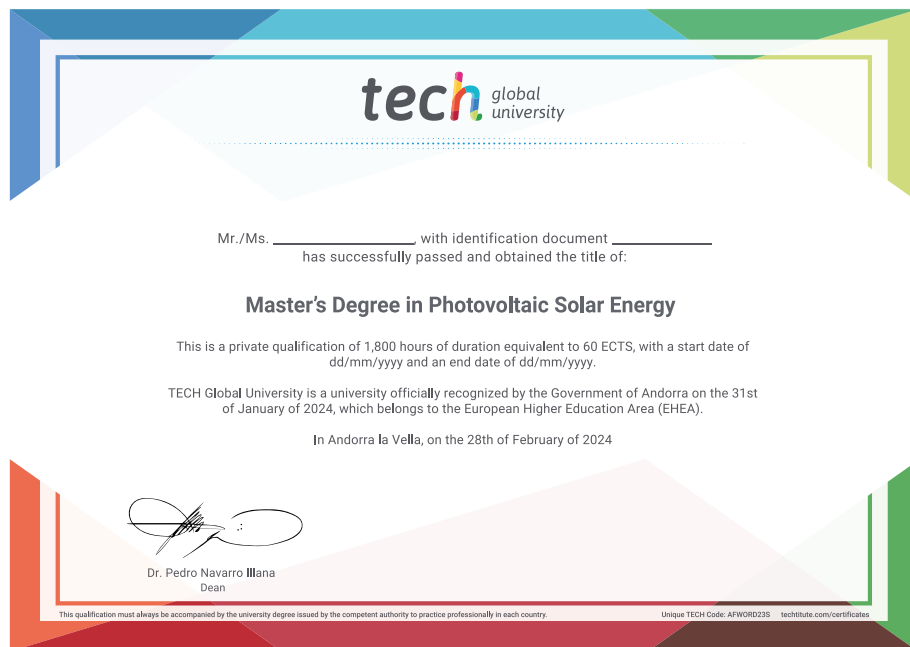 tech global
university
Mr./Ms. ____________, with identification document ____________
has successfully passed and obtained the title of:
Master's Degree in Photovoltaic Solar Energy
This is a private qualification of 1,800 hours of duration equivalent to 60 ECTS, with a start date of
dd/mm/yyyy and an end date of dd/mm/yyyy.
TECH Global University is a university officially recognized by the Government of Andorra on the 31st
of January of 2024, which belongs to the European Higher Education Area (EHEA).
In Andorra la Vella, on the 28th of February of 2024
Dr. Pedro Navarro Illana
Dean
This qualification must always be accompanied by the university degree issued by the competent authority to practice professionally in each country.
Unique TECH Code: AFWORD23S techtitute.com/certificates